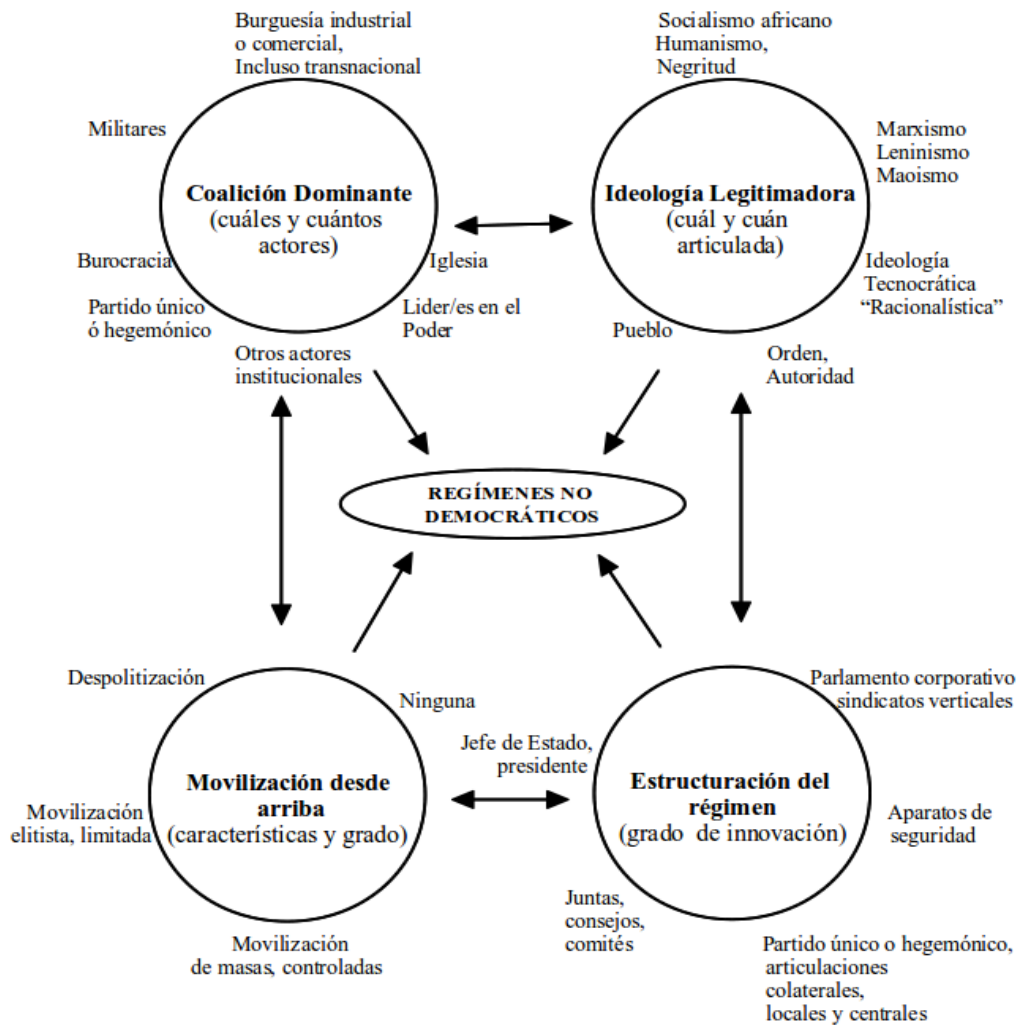 Burguesía industrial
o comercial,
Incluso transnacional
Militares
Coalición Dominante
(cuáles y cuántos
actores)
Burocracia
Iglesia
Partido único
ó hegemónico
Lider/es en el
Poder
Otros actores
institucionales
Socialismo africano
Humanismo,
Negritud
Marxismo
Leninismo
Maoismo
Ideología Legitimadora
(cuál y cuán
articulada)
Ideología
Tecnocrática
“Racionalística”
Pueblo
Orden,
Autoridad
REGÍMENES NO
DEMOCRÁTICOS
Despolitización
Ninguna
Movilización desde
arriba
(características y grado)
Movilización
elitista, limitada
Movilización
de masas, controladas
Parlamento corporativo
sindicatos verticales
Jefe de Estado,
presidente
Estructuración del
régimen
(grado de innovación)
Aparatos de
seguridad
Juntas,
consejos,
comités
Partido único o hegemónico,
articulaciones
colaterales,
locales y centrales